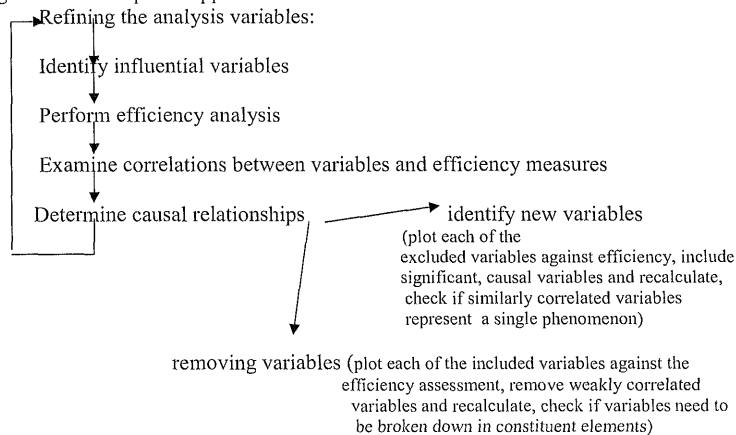 Refining the analysis variables:
Identify influential variables
Perform efficiency analysis
Examine correlations between variables and efficiency measures
Determine causal relationships
identify new variables
(plot each of the
excluded variables against efficiency, include
significant, causal variables and recalculate,
check if similarly correlated variables
represent a single phenomenon)
removing variables (plot each of the included variables against the
efficiency assessment, remove weakly correlated
variables and recalculate, check if variables need to
be broken down in constituent elements)